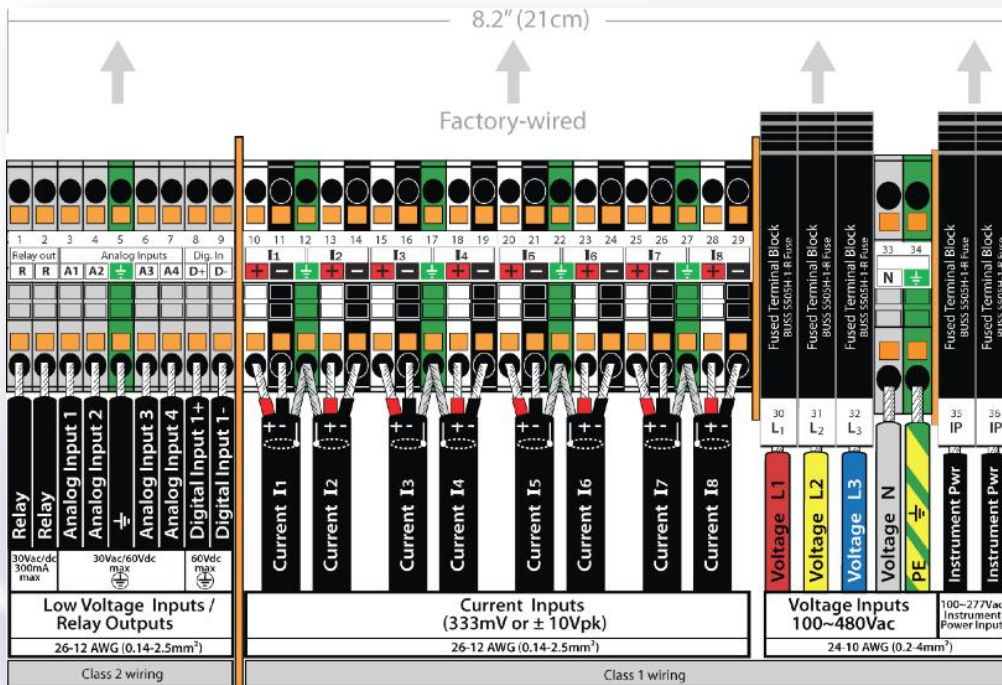 8.2" (21cm)
Factory-wired
1 2 3 4 5 6 7 8 9
Relay out Analog Inputs Dig. In
R R A1 A2 A3 A4 D+ D-
10 11 12 13 14 15 16 17 18 19 20 21 22 23 24 25 26 27 28 29
I1 I2 I3 I4 I5 I6 I7 I8
+ − + − + − + − + − + − + − + −
Fused Terminal Block
BUSS SS05H-1-R Fuse
Fused Terminal Block
BUSS SS05H-1-R Fuse
Fused Terminal Block
BUSS SS05H-1-R Fuse
33 34
N
Fused Terminal Block
BUSS SS05H-1-R Fuse
Fused Terminal Block
30 31 32 35 36
L1 L2 L3 IP IP
+ - + - + - + - + - + - + - + -
Relay
Relay
Analog Input 1
Analog Input 2
Analog Input 3
Analog Input 4
Digital Input 1+
Digital Input 1-
Current I1
Current I2
Current I3
Current I4
Current I5
Current I6
Current I7
Current I8
Voltage L1
Voltage L2
Voltage L3
Voltage N
PE
Instrument Pwr
Instrument Pwr
30Vac/dc
300mA
max
30Vac/60Vdc
max
60Vdc
max
Low Voltage Inputs /
Relay Outputs
26-12 AWG (0.14-2.5mm²)
Class 2 wiring
Current Inputs
(333mV or ± 10Vpk)
26-12 AWG (0.14-2.5mm²)
Voltage Inputs
100~480Vac
100~277Vac
Instrument
Power Input
24-10 AWG (0.2-4mm²)
Class 1 wiring